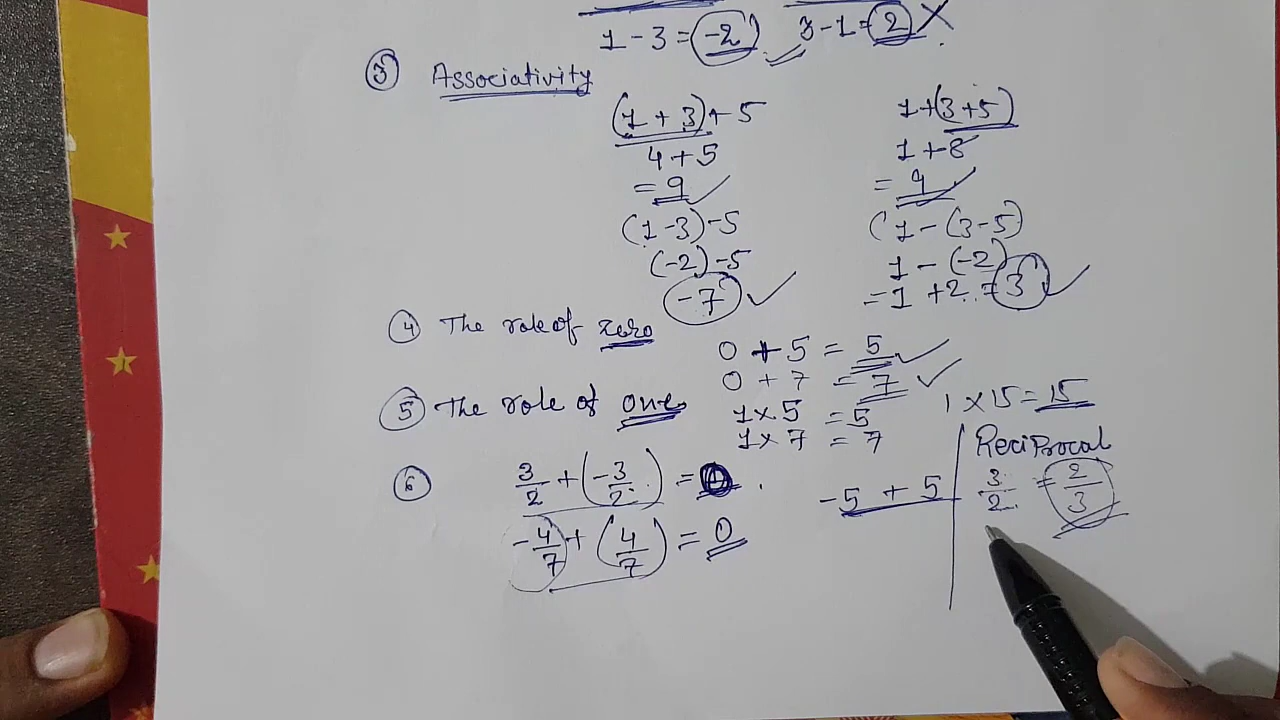 1 - 3 = -2 3 - 1 = 2 ×
③ Associativity
(1 + 3) + 5 1 + (3 + 5)
4 + 5 1 + 8
= 9 ✓ = 9 ✓
(1 - 3) - 5 (1 - (3 - 5)
(-2) - 5 1 - (-2)
-7 ✓ = 1 + 2 = 3 ✓
④ The role of zero
0 + 5 = 5 ✓
0 + 7 = 7 ✓
⑤ The role of one 1 × 5 = 5 1 × 15 = 15
1 × 7 = 7
⑥ 3/2 + (-3/2) = 0 . -5 + 5
-4/7 + (4/7) = 0
Reciprocal
3/2 = 2/3